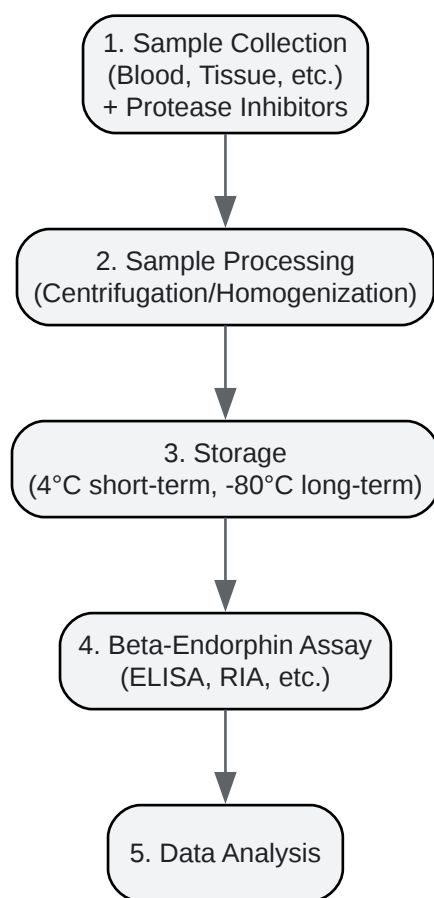 1. Sample Collection
(Blood, Tissue, etc.)
+ Protease Inhibitors
2. Sample Processing
(Centrifugation/Homogenization)
3. Storage
(4°C short-term, -80°C long-term)
4. Beta-Endorphin Assay
(ELISA, RIA, etc.)
5. Data Analysis